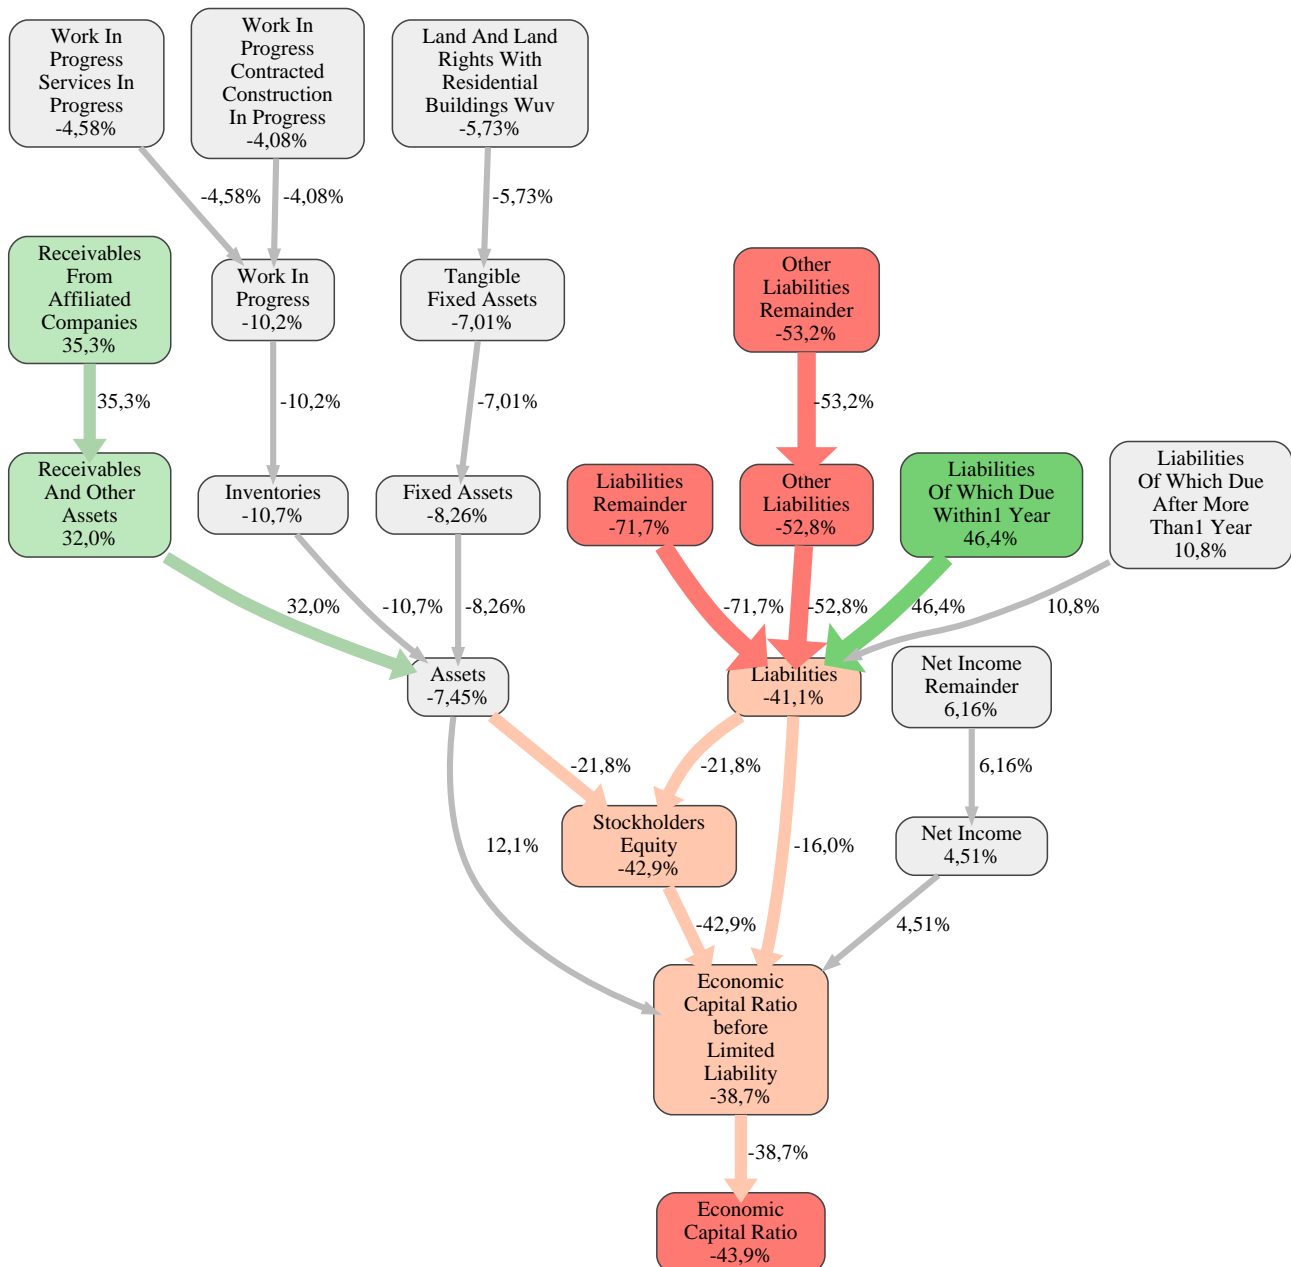 Work In
Progress
Services In
Progress
-4,58%
Work In
Progress
Contracted
Construction
In Progress
-4,08%
Land And Land
Rights With
Residential
Buildings Wuv
-5,73%
-4,58%
-4,08%
-5,73%
Receivables
From
Affiliated
Companies
35,3%
Work In
Progress
-10,2%
Tangible
Fixed Assets
-7,01%
Other
Liabilities
Remainder
-53,2%
35,3%
-10,2%
-7,01%
-53,2%
Receivables
And Other
Assets
32,0%
Inventories
-10,7%
Fixed Assets
-8,26%
Liabilities
Remainder
-71,7%
Other
Liabilities
-52,8%
Liabilities
Of Which Due
Within1 Year
46,4%
Liabilities
Of Which Due
After More
Than1 Year
10,8%
32,0%
-10,7%
-8,26%
-71,7%
-52,8%
46,4%
10,8%
Assets
-7,45%
Liabilities
-41,1%
Net Income
Remainder
6,16%
-21,8%
-21,8%
6,16%
Stockholders
Equity
-42,9%
Net Income
4,51%
12,1%
-16,0%
-42,9%
4,51%
Economic
Capital Ratio
before
Limited
Liability
-38,7%
-38,7%
Economic
Capital Ratio
-43,9%